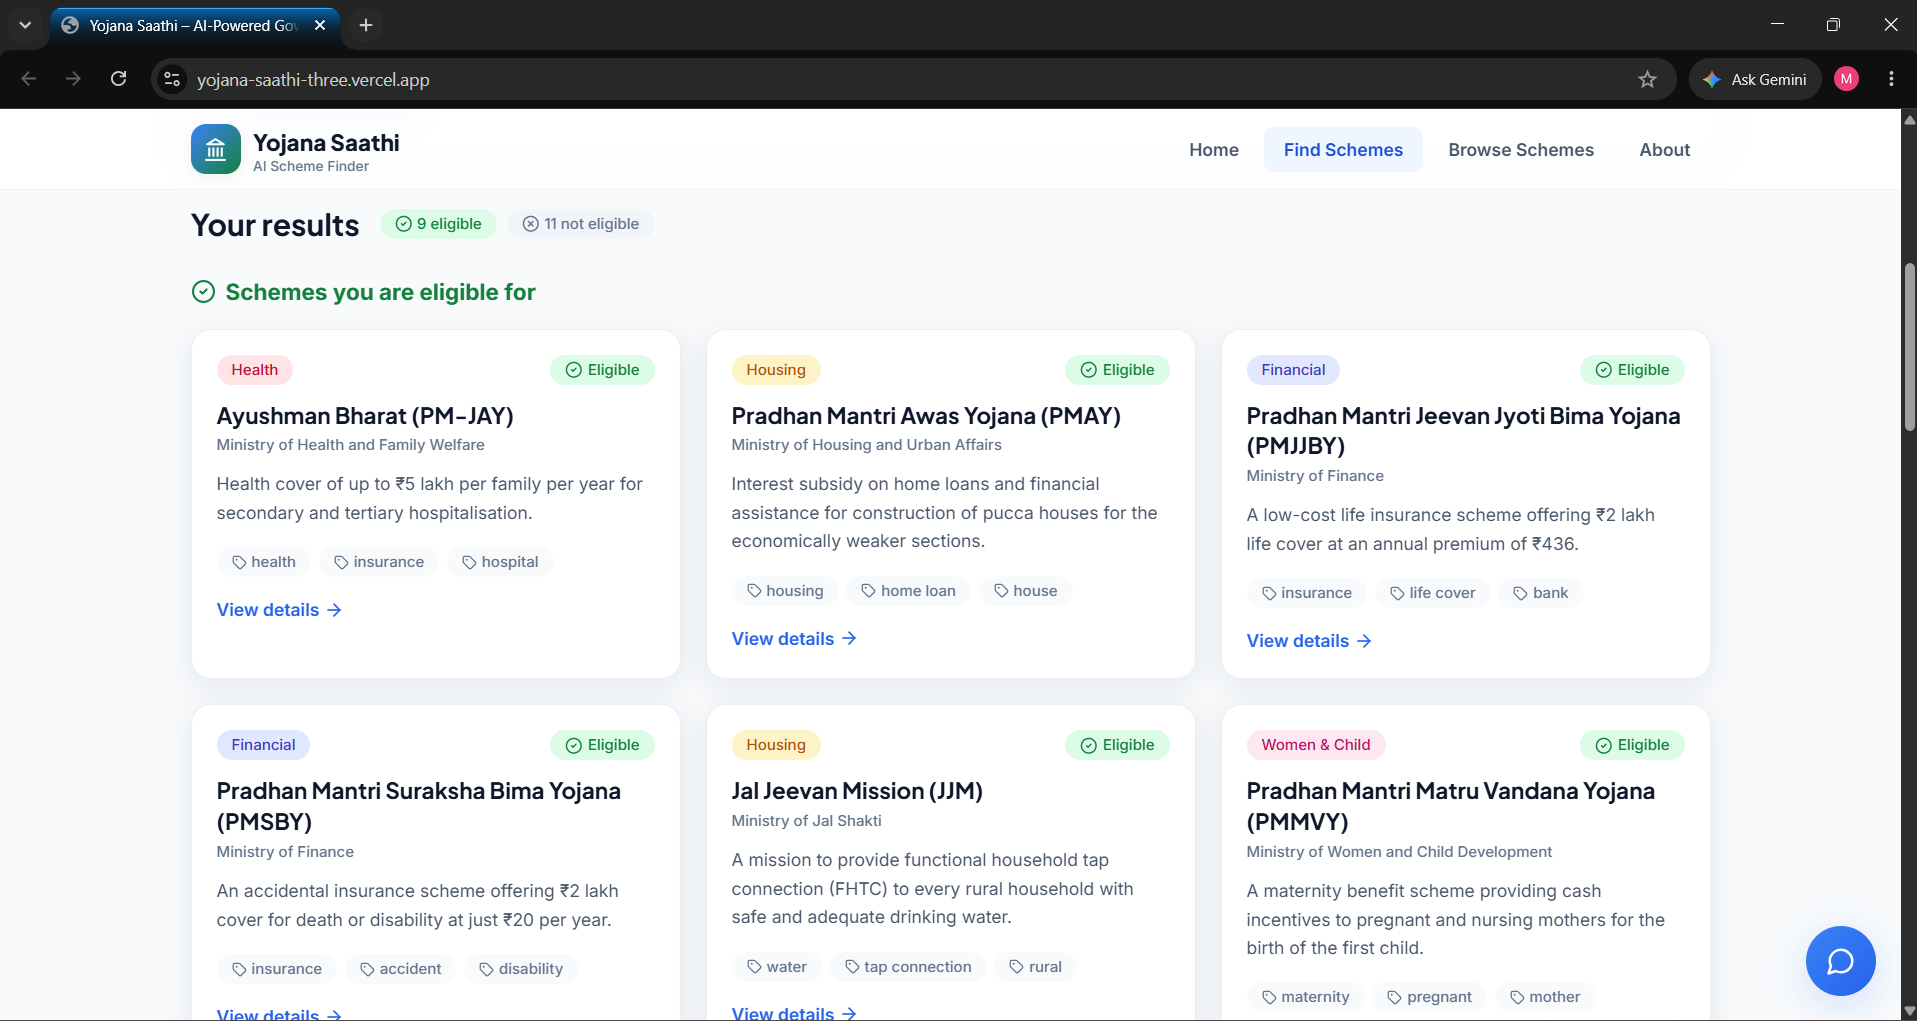 Yojana Saathi – AI-Powered Go
yojana-saathi-three.vercel.app
Ask Gemini
M
Yojana Saathi
AI Scheme Finder
Home
Find Schemes
Browse Schemes
About
Your results
9 eligible
11 not eligible
Schemes you are eligible for
Health
Eligible
Ayushman Bharat (PM-JAY)
Ministry of Health and Family Welfare
Health cover of up to ₹5 lakh per family per year for
secondary and tertiary hospitalisation.
health
insurance
hospital
View details
Housing
Eligible
Pradhan Mantri Awas Yojana (PMAY)
Ministry of Housing and Urban Affairs
Interest subsidy on home loans and financial
assistance for construction of pucca houses for the
economically weaker sections.
housing
home loan
house
View details
Financial
Eligible
Pradhan Mantri Jeevan Jyoti Bima Yojana
(PMJJBY)
Ministry of Finance
A low-cost life insurance scheme offering ₹2 lakh
life cover at an annual premium of ₹436.
insurance
life cover
bank
View details
Financial
Eligible
Pradhan Mantri Suraksha Bima Yojana
(PMSBY)
Ministry of Finance
An accidental insurance scheme offering ₹2 lakh
cover for death or disability at just ₹20 per year.
insurance
accident
disability
View details
Housing
Eligible
Jal Jeevan Mission (JJM)
Ministry of Jal Shakti
A mission to provide functional household tap
connection (FHTC) to every rural household with
safe and adequate drinking water.
water
tap connection
rural
View details
Women & Child
Eligible
Pradhan Mantri Matru Vandana Yojana
(PMMVY)
Ministry of Women and Child Development
A maternity benefit scheme providing cash
incentives to pregnant and nursing mothers for the
birth of the first child.
maternity
pregnant
mother